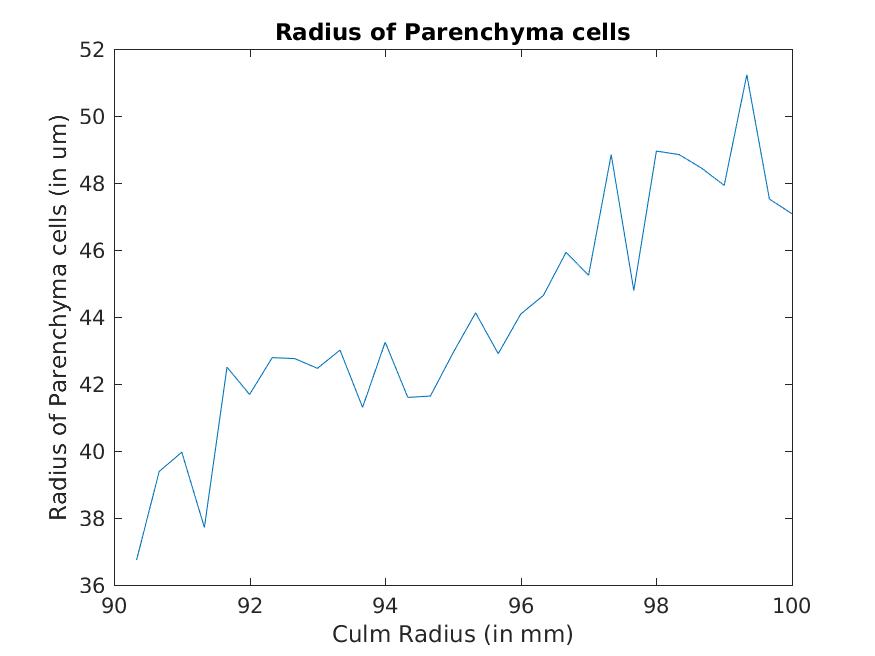 Radius of Parenchyma cells
52
50
48
46
44
42
40
38
36
Radius of Parenchyma cells (in um)
90 92 94 96 98 100
Culm Radius (in mm)